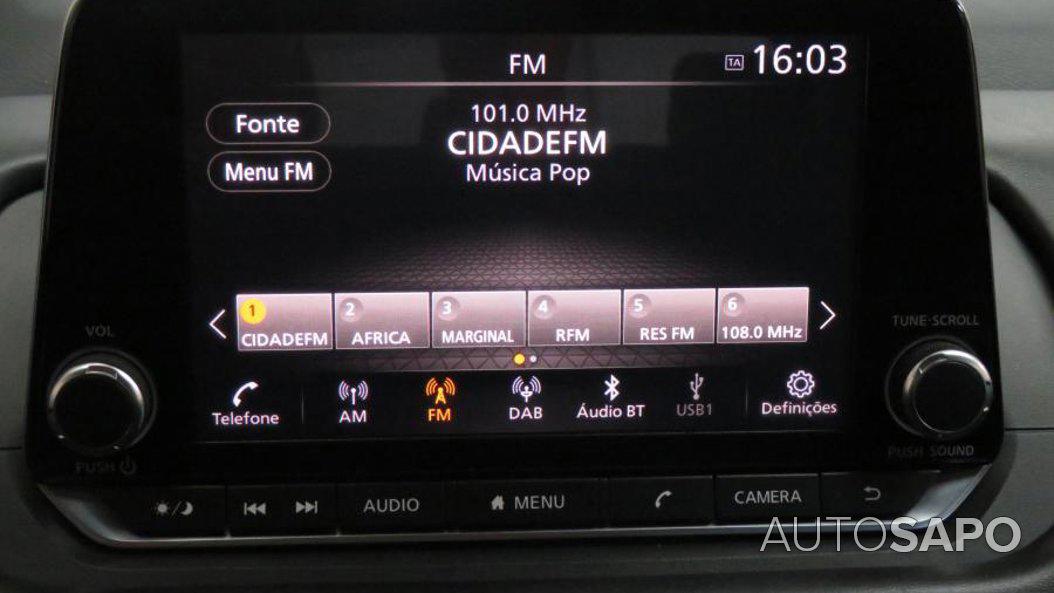 FM
TA 16:03
Fonte
101.0 MHz
CIDADEFM
Menu FM
Música Pop
1 2 3 4 5 6
CIDADEFM AFRICA MARGINAL RFM RES FM 108.0 MHz
VOL
TUNE·SCROLL
Telefone AM FM DAB Áudio BT USB1 Definições
PUSH
PUSH SOUND
AUDIO MENU CAMERA
AUTOSAPO